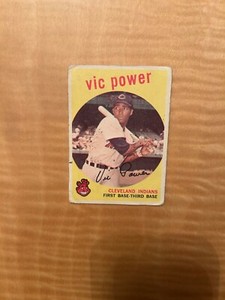 vic power
Vic Power
CLEVELAND INDIANS
FIRST BASE-THIRD BASE